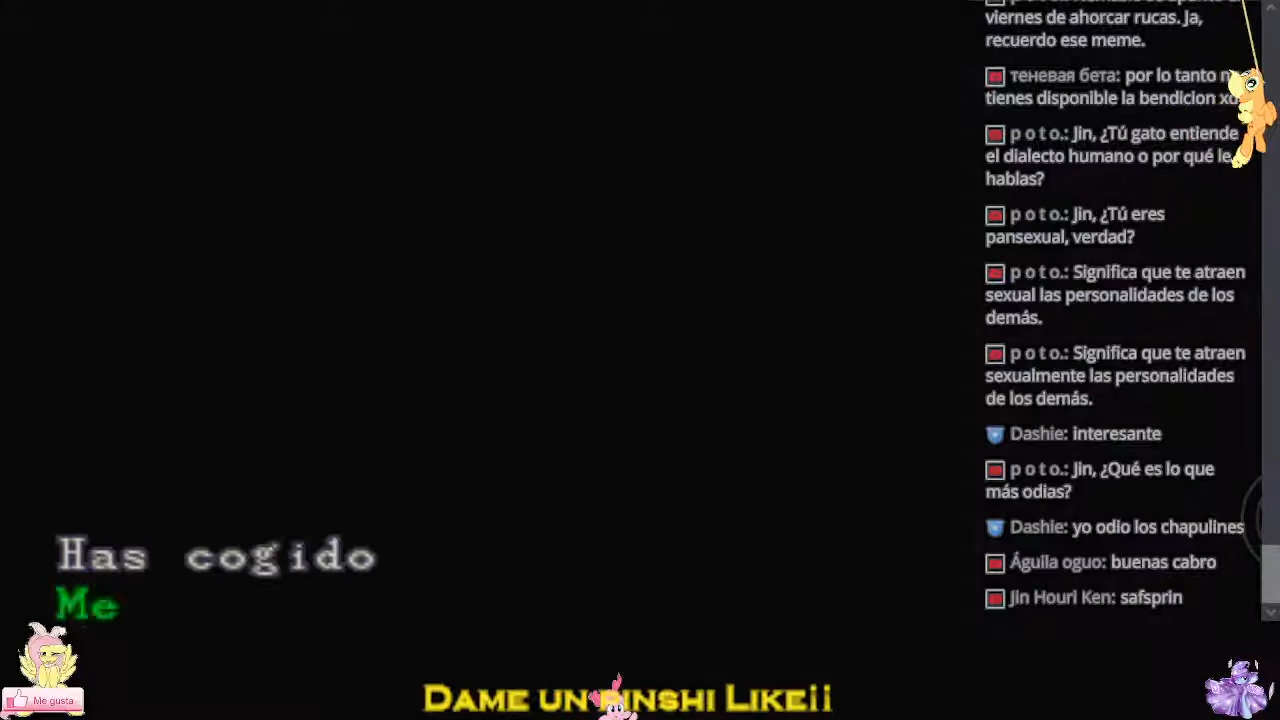 viernes de ahorcar rucas. Ja,
recuerdo ese meme.
теневая бета: por lo tanto
tienes disponible la bendicion
p o t o.: Jin, ¿Tú gato entiende
el dialecto humano o por qué le
hablas?
p o t o.: Jin, ¿Tú eres
pansexual, verdad?
p o t o.: Significa que te atraen
sexual las personalidades de los
demás.
p o t o.: Significa que te atraen
sexualmente las personalidades
de los demás.
Dashie: interesante
p o t o.: Jin, ¿Qué es lo que
más odias?
Dashie: yo odio los chapulines
Águila oguo: buenas cabro
Jin Houri Ken: safsprin
Has cogido
Me
Me gusta
Dame un pinshi Like¡¡